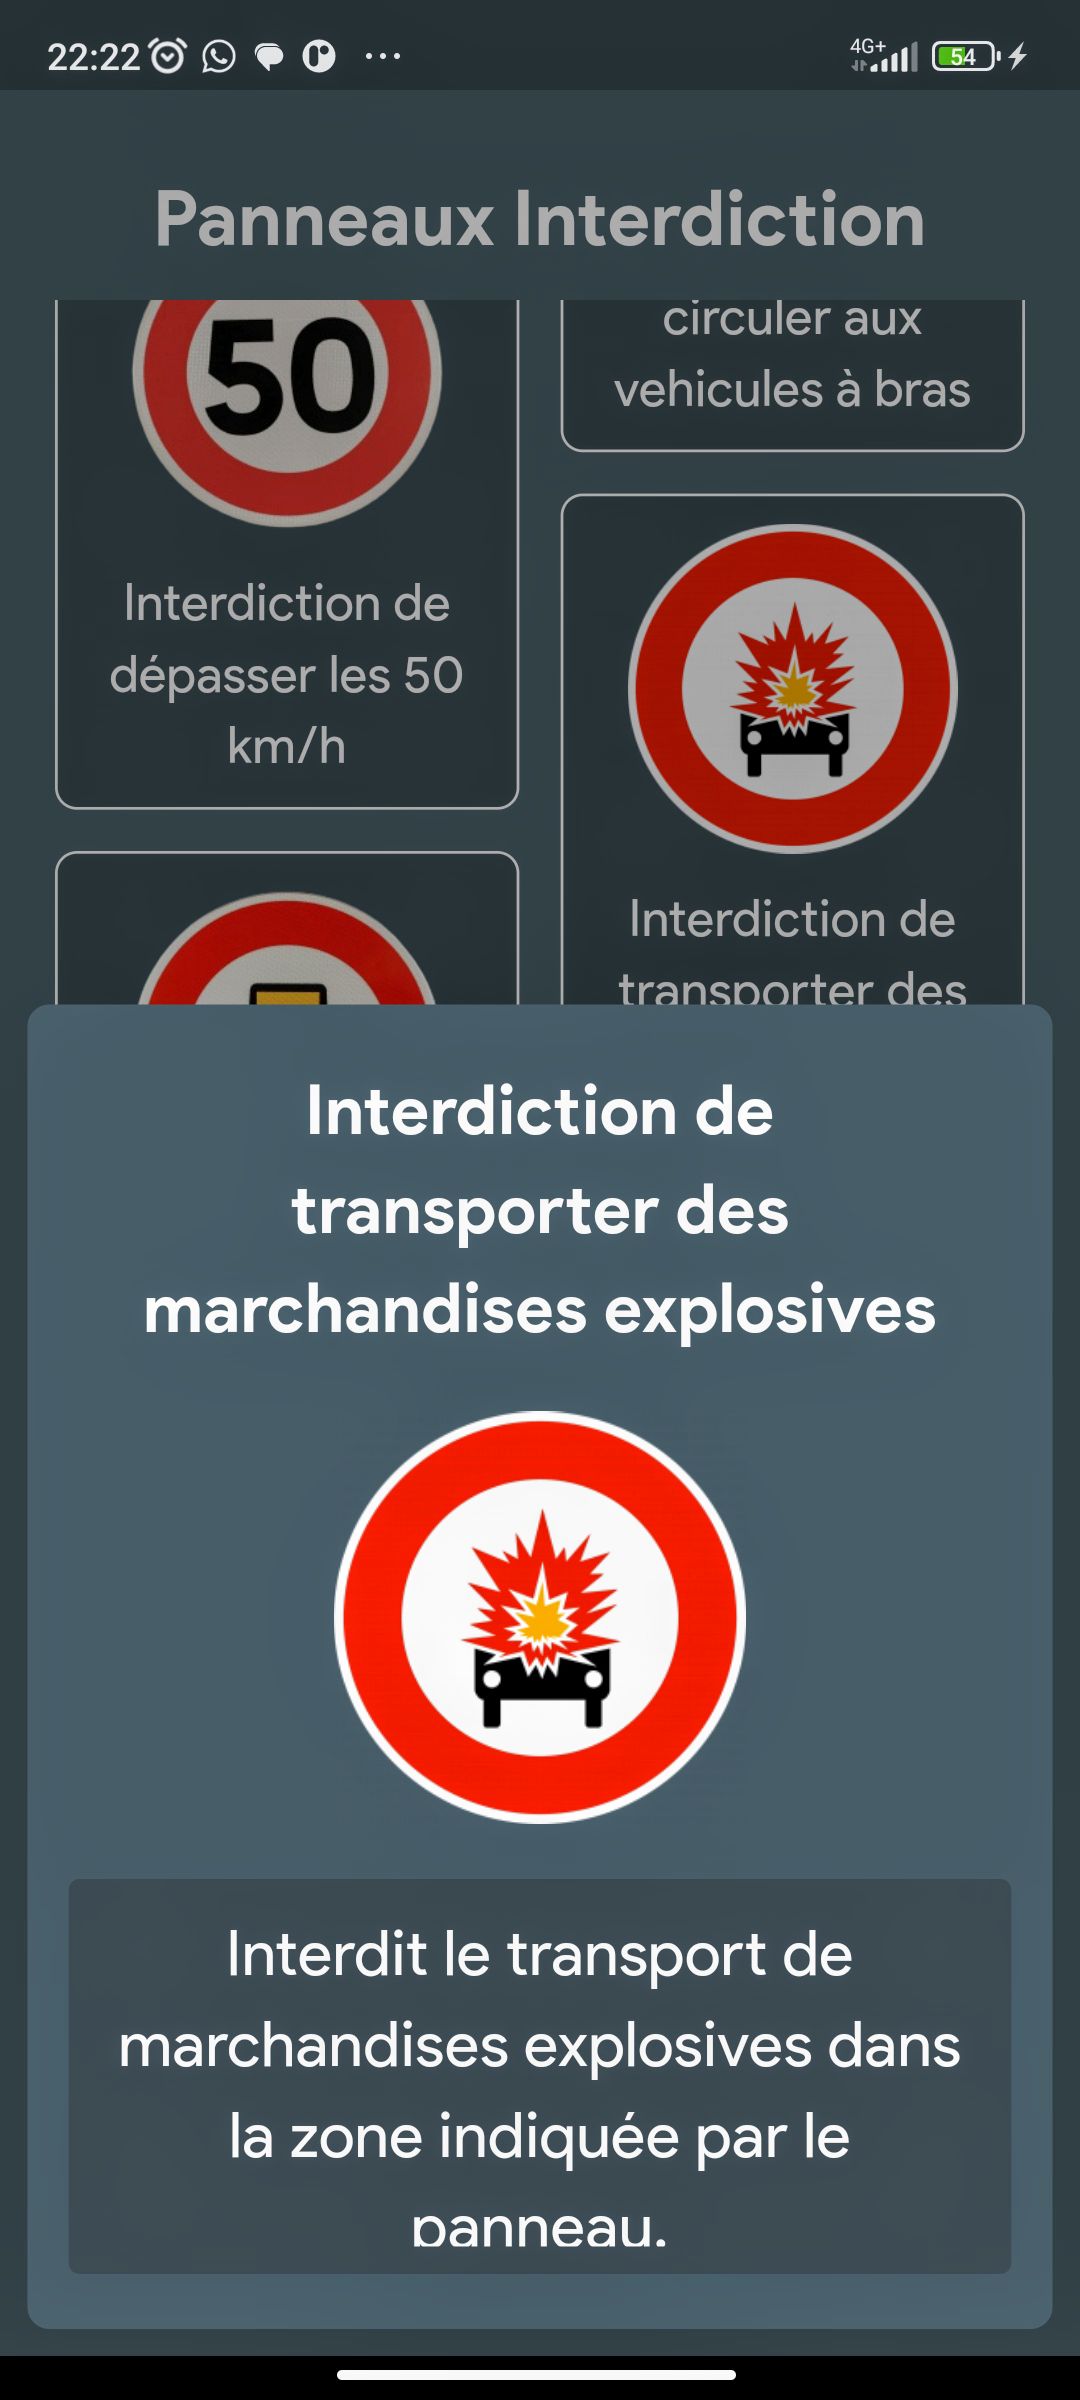 22:22
4G+
54
Panneaux Interdiction
50
Interdiction de
dépasser les 50
km/h
circuler aux
vehicules à bras
Interdiction de
transporter des
Interdiction de
transporter des
marchandises explosives
Interdit le transport de
marchandises explosives dans
la zone indiquée par le
panneau.